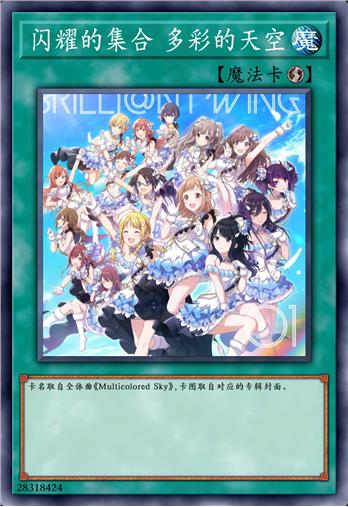 闪耀的集合 多彩的天空
魔
【魔法卡】
BRILLI@NT WING
01
卡名取自全体曲《Multicolored Sky》,卡图取自对应的专辑封面。
28318424